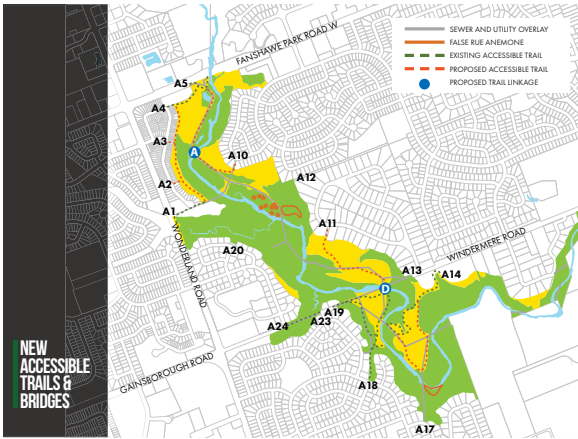 FANSHAWE PARK ROAD W
SEWER AND UTILITY OVERLAY
FALSE RUE ANEMONE
EXISTING ACCESSIBLE TRAIL
PROPOSED ACCESSIBLE TRAIL
PROPOSED TRAIL LINKAGE
A5
A4
A3
A
A10
A2
A12
A1
A11
WONDERLAND ROAD
A20
WINDERMERE ROAD
A13
A14
D
A19
A23
A24
GAINSBOROUGH ROAD
A18
A17
NEW
ACCESSIBLE
TRAILS &
BRIDGES